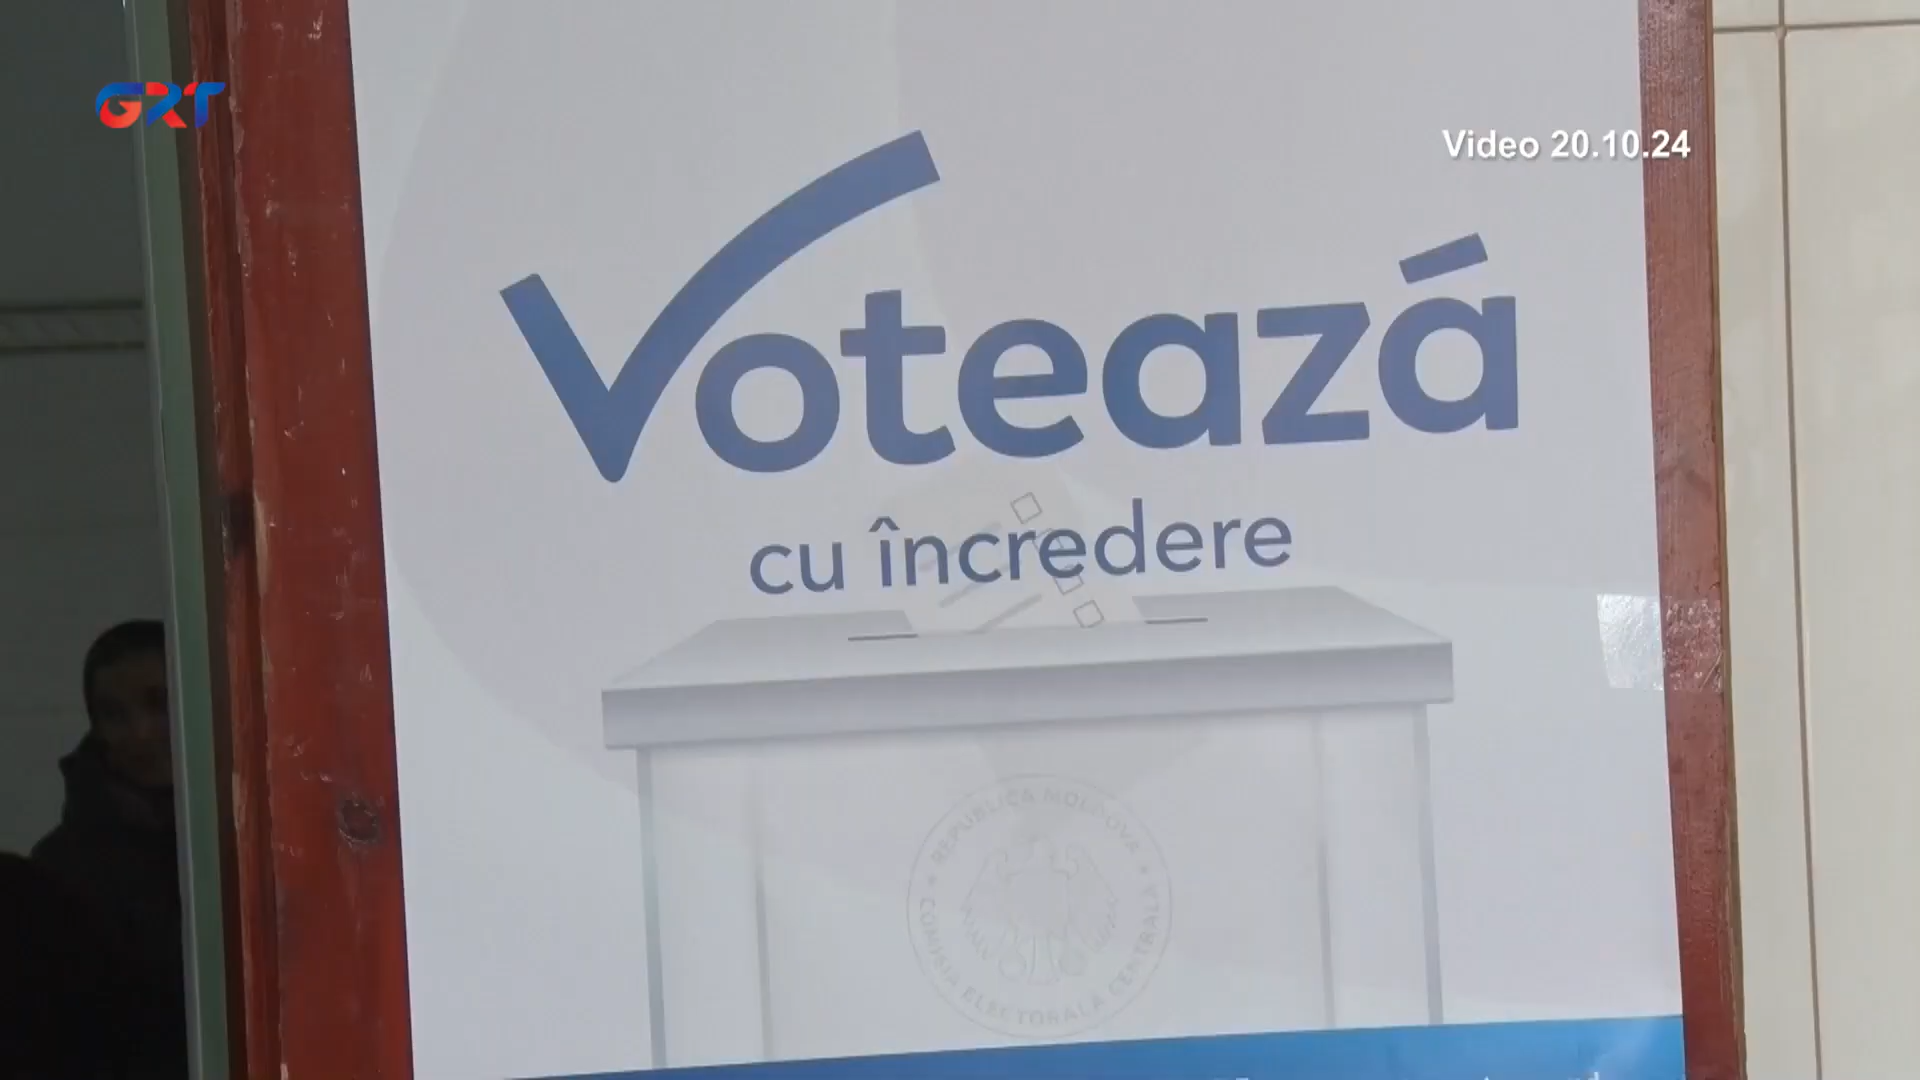 GRT
Video 20.10.24
Votează
cu încredere
REPUBLICA MOLDOVA
COMISIA ELECTORALĂ CENTRALĂ